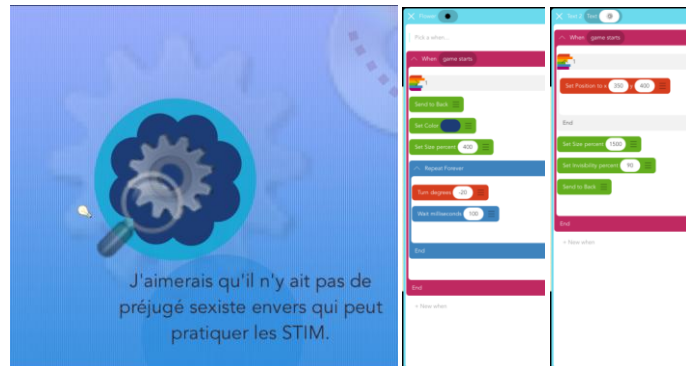 J'aimerais qu'il n'y ait pas de
préjugé sexiste envers qui peut
pratiquer les STIM.
Flower
Pick a when...
When game starts
Send to Back
Set Color
Set Size percent 400
Repeat Forever
Turn degrees -20
Wait milliseconds 100
End
End
+ New when
Text
When game starts
Set Position to x 350 y 400
End
Set Size percent 1500
Set Invisibility percent 90
Send to Back
End
+ New when